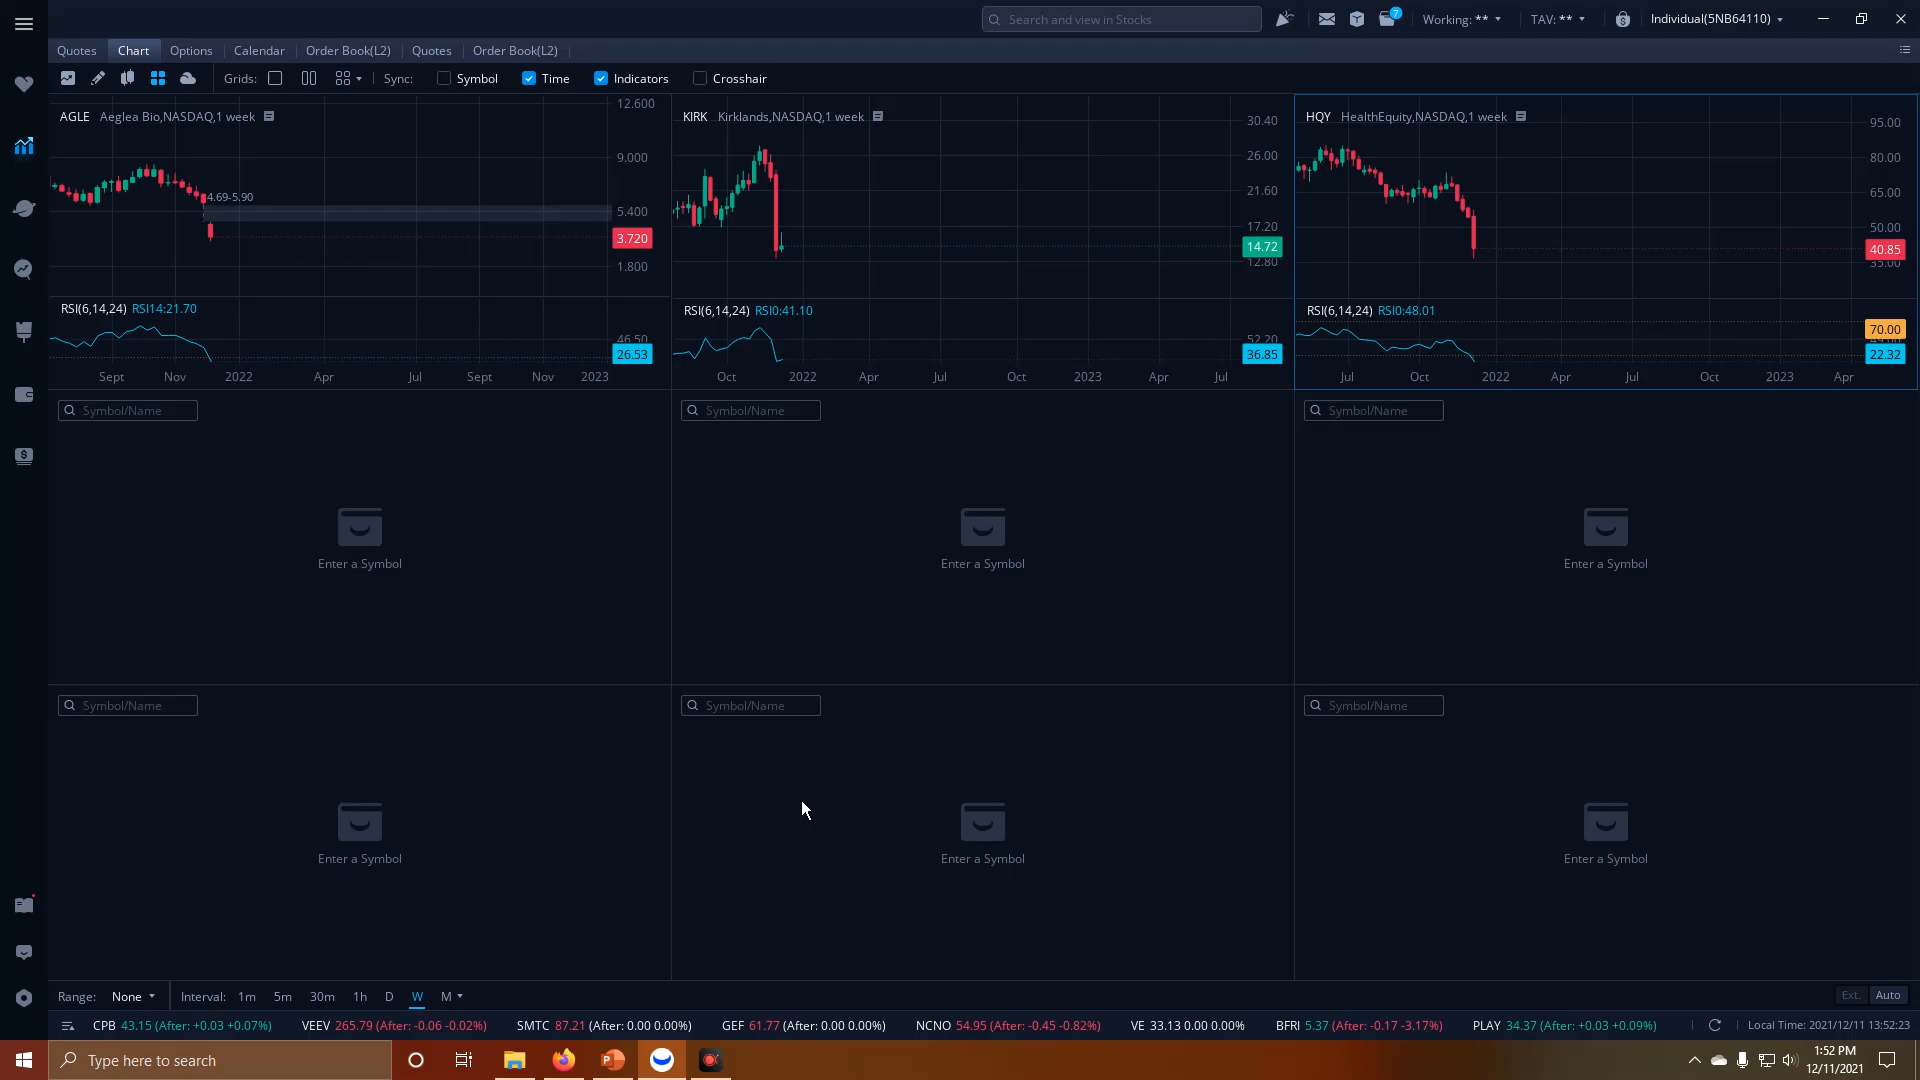 Search and view in Stocks
7
Working: **
TAV: **
Individual(5NB64110)
Quotes
Chart
Options
Calendar
Order Book(L2)
Quotes
Order Book(L2)
Grids:
Sync:
Symbol
Time
Indicators
Crosshair
AGLE Aeglea Bio,NASDAQ,1 week
12.600
9.000
4.69-5.90
5.400
3.720
1.800
RSI(6,14,24) RSI14:21.70
46.50
26.53
Sept Nov 2022 Apr Jul Sept Nov 2023
KIRK Kirklands,NASDAQ,1 week
30.40
26.00
21.60
17.20
14.72
12.80
RSI(6,14,24) RSI0:41.10
52.20
36.85
Oct 2022 Apr Jul Oct 2023 Apr Jul
HQY HealthEquity,NASDAQ,1 week
95.00
80.00
65.00
50.00
40.85
35.00
RSI(6,14,24) RSI0:48.01
70.00
22.32
Jul Oct 2022 Apr Jul Oct 2023 Apr
Symbol/Name
Symbol/Name
Symbol/Name
Enter a Symbol
Enter a Symbol
Enter a Symbol
Symbol/Name
Symbol/Name
Symbol/Name
Enter a Symbol
Enter a Symbol
Enter a Symbol
Range: None Interval: 1m 5m 30m 1h D W M
Ext. Auto
CPB 43.15 (After: +0.03 +0.07%) VEEV 265.79 (After: -0.06 -0.02%) SMTC 87.21 (After: 0.00 0.00%) GEF 61.77 (After: 0.00 0.00%) NCNO 54.95 (After: -0.45 -0.82%) VE 33.13 0.00 0.00% BFRI 5.37 (After: -0.17 -3.17%) PLAY 34.37 (After: +0.03 +0.09%) Local Time: 2021/12/11 13:52:23
Type here to search
1:52 PM
12/11/2021